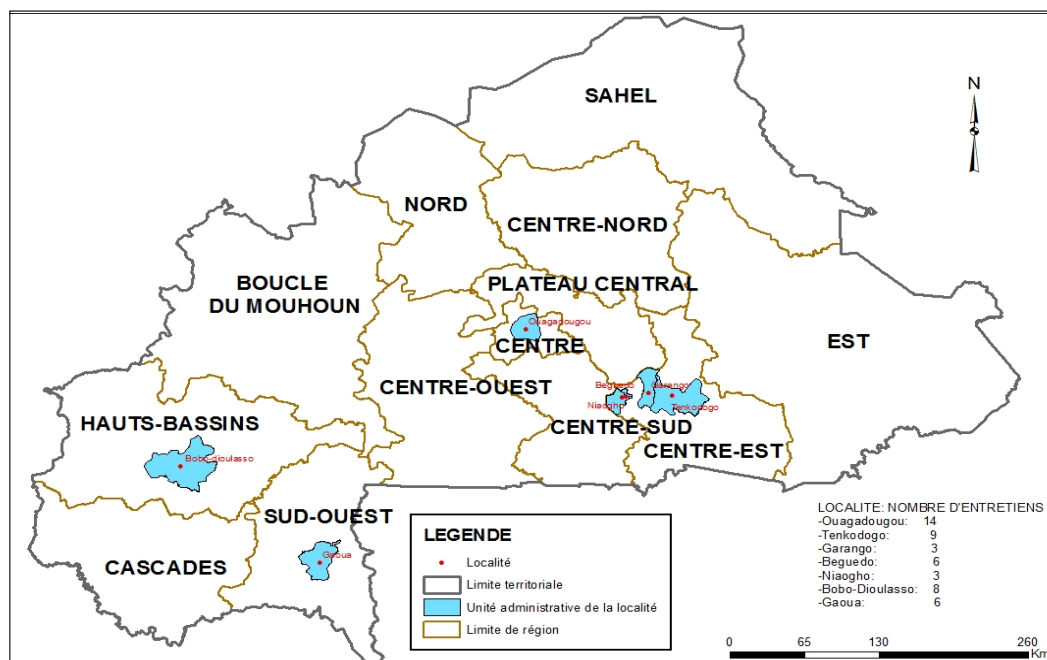 SAHEL
N
NORD
CENTRE-NORD
BOUCLE
DU MOUHOUN
PLATEAU CENTRAL
Ouagadougou
CENTRE
EST
CENTRE-OUEST
Beguedo
Garango
Niaogho
Tenkodogo
HAUTS-BASSINS
CENTRE-SUD
CENTRE-EST
Bobo-dioulasso
SUD-OUEST
Gaoua
CASCADES
LEGENDE
Localité
Limite territoriale
Unité administrative de la localité
Limite de région
LOCALITE: NOMBRE D'ENTRETIENS
-Ouagadougou: 14
-Tenkodogo: 9
-Garango: 3
-Beguedo: 6
-Niaogho: 3
-Bobo-Dioulasso: 8
-Gaoua: 6
0 65 130 260
Km